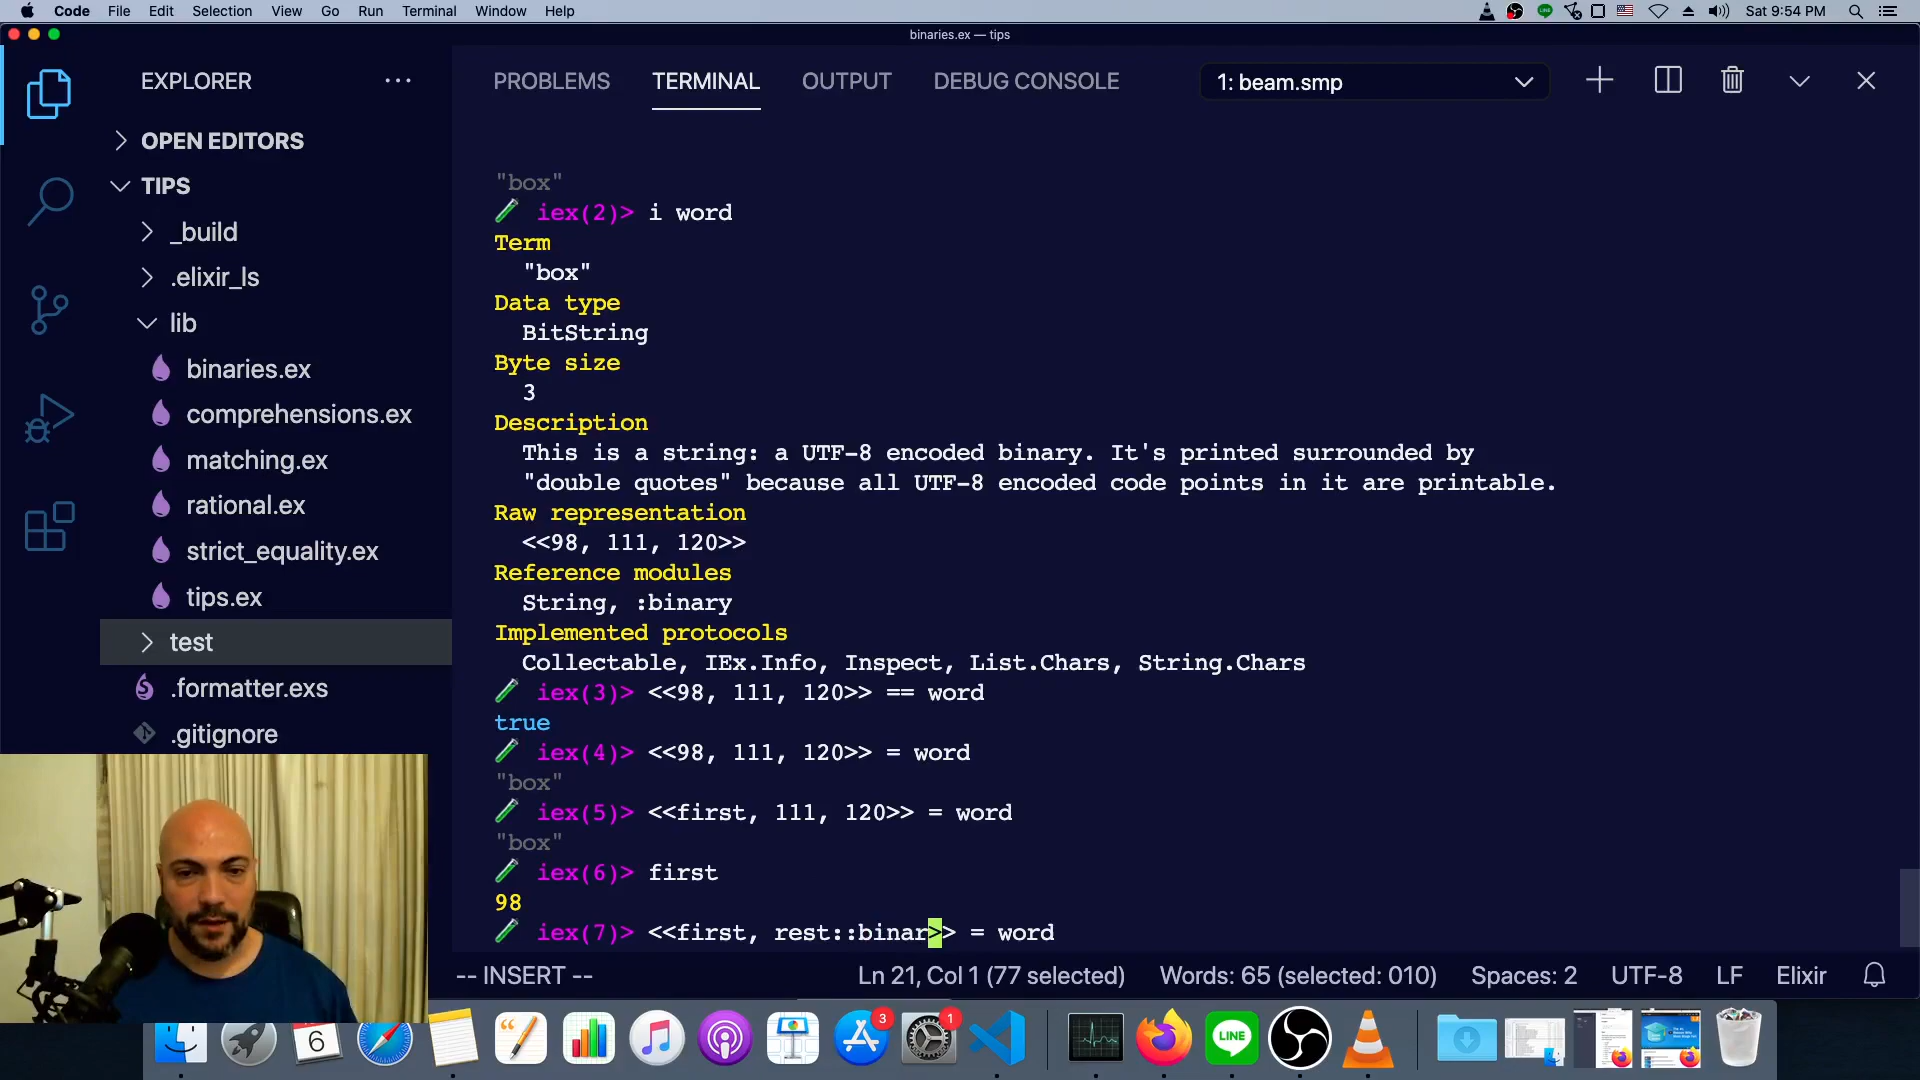 Code File Edit Selection View Go Run Terminal Window Help
LINE
Sat 9:54 PM
binaries.ex — tips
EXPLORER
PROBLEMS TERMINAL OUTPUT DEBUG CONSOLE 1: beam.smp
OPEN EDITORS
TIPS
_build
.elixir_ls
lib
binaries.ex
comprehensions.ex
matching.ex
rational.ex
strict_equality.ex
tips.ex
test
.formatter.exs
.gitignore
"box"
iex(2)> i word
Term
"box"
Data type
BitString
Byte size
3
Description
This is a string: a UTF-8 encoded binary. It's printed surrounded by
"double quotes" because all UTF-8 encoded code points in it are printable.
Raw representation
<<98, 111, 120>>
Reference modules
String, :binary
Implemented protocols
Collectable, IEx.Info, Inspect, List.Chars, String.Chars
iex(3)> <<98, 111, 120>> == word
true
iex(4)> <<98, 111, 120>> = word
"box"
iex(5)> <<first, 111, 120>> = word
"box"
iex(6)> first
98
iex(7)> <<first, rest::binar>> = word
-- INSERT -- Ln 21, Col 1 (77 selected) Words: 65 (selected: 010) Spaces: 2 UTF-8 LF Elixir
6 3 1 LINE